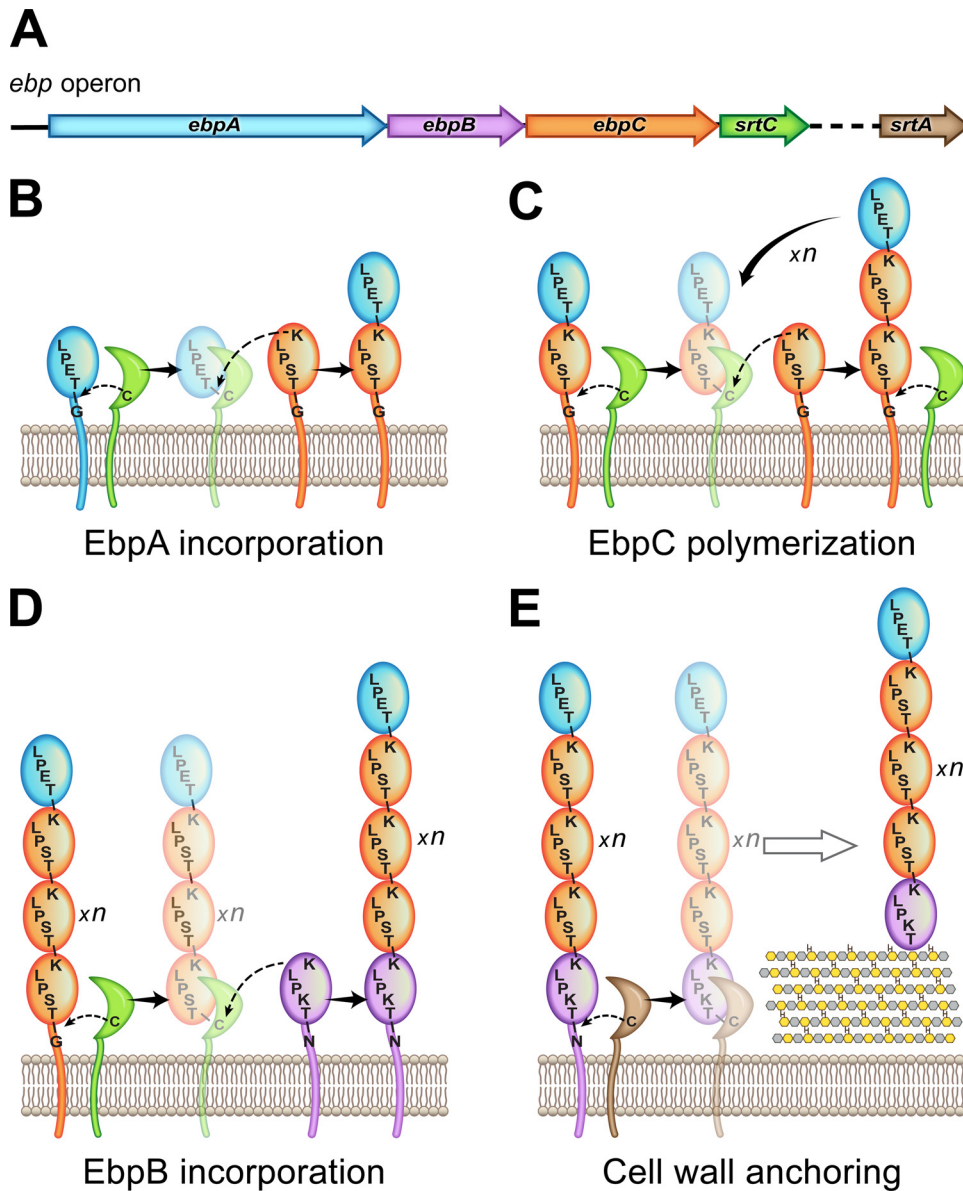 A
ebp operon
ebpA ebpB ebpC srtC srtA
B
LPET G C LPET C K LPST G LPET K LPST G
EbpA incorporation
C
xn
LPET K LPST G C LPET K LPST C K LPST G LPET K LPST K LPST G C
EbpC polymerization
D
LPET K LPST K LPST xn K LPST G C LPET K LPST K LPST xn K LPST C K LPKT N LPET K LPST K LPST xn K LPST K LPKT N
EbpB incorporation
E
LPET K LPST K LPST xn K LPST K LPKT N C LPET K LPST K LPST xn K LPST K LPKT C LPET K LPST K LPST xn K LPST K LPKT
Cell wall anchoring